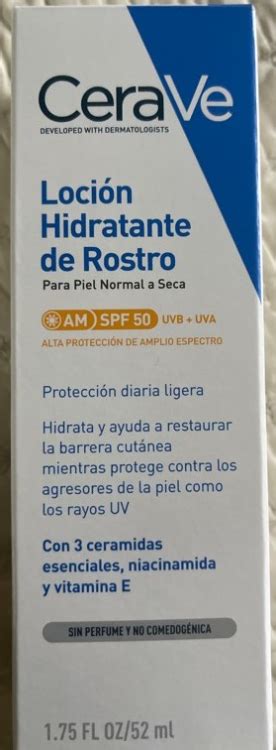 CeraVe
DEVELOPED WITH DERMATOLOGISTS
Loción
Hidratante
de Rostro
Para Piel Normal a Seca
AM SPF 50 UVB + UVA
ALTA PROTECCIÓN DE AMPLIO ESPECTRO
Protección diaria ligera
Hidrata y ayuda a restaurar
la barrera cutánea
mientras protege contra los
agresores de la piel como
los rayos UV
Con 3 ceramidas
esenciales, niacinamida
y vitamina E
SIN PERFUME Y NO COMEDOGÉNICA
1.75 FL OZ/52 ml